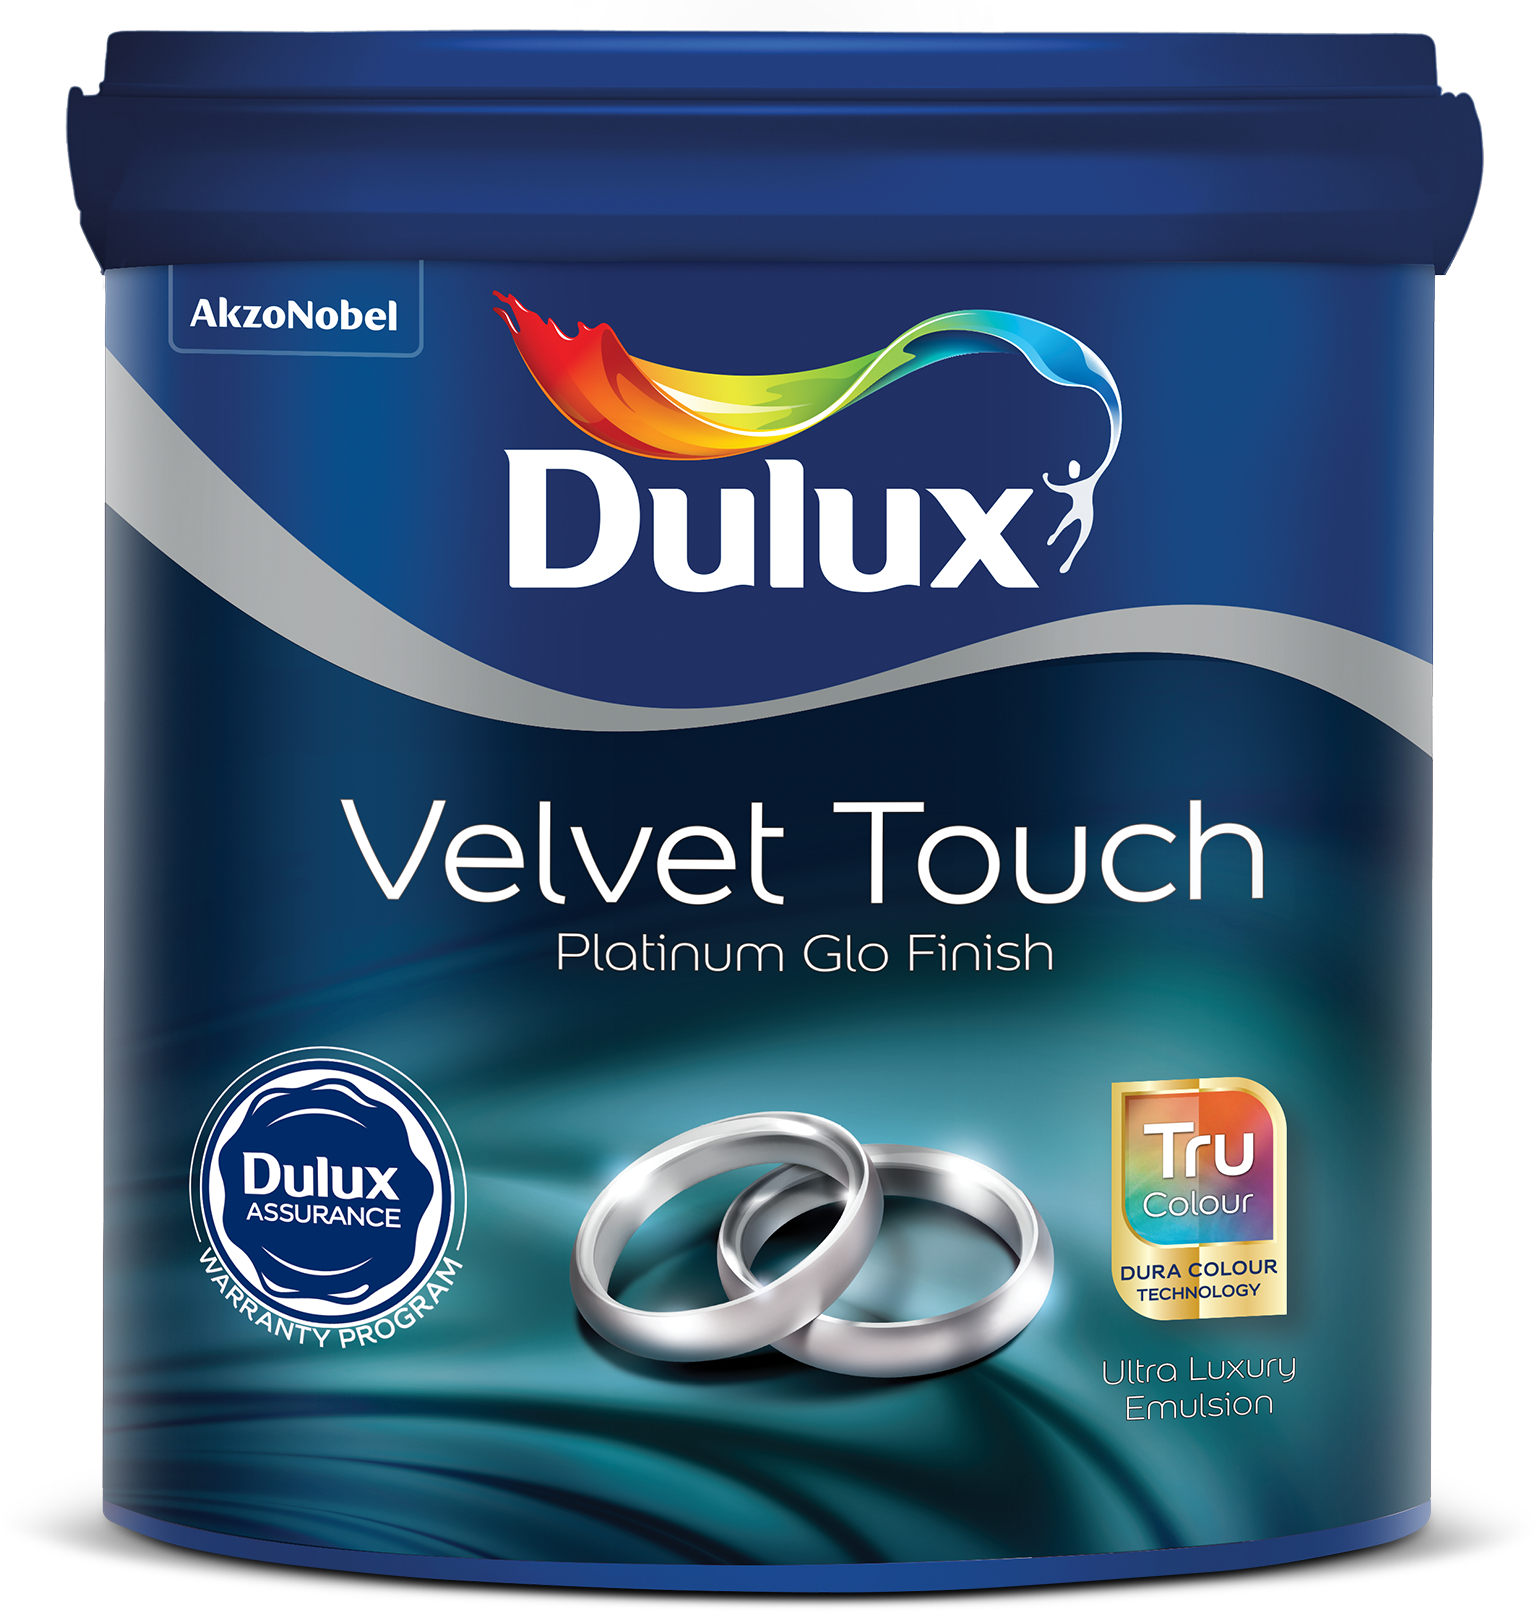 AkzoNobel
Dulux
Velvet Touch
Platinum Glo Finish
Dulux
ASSURANCE
WARRANTY PROGRAM
Tru
Colour
DURA COLOUR
TECHNOLOGY
Ultra Luxury
Emulsion